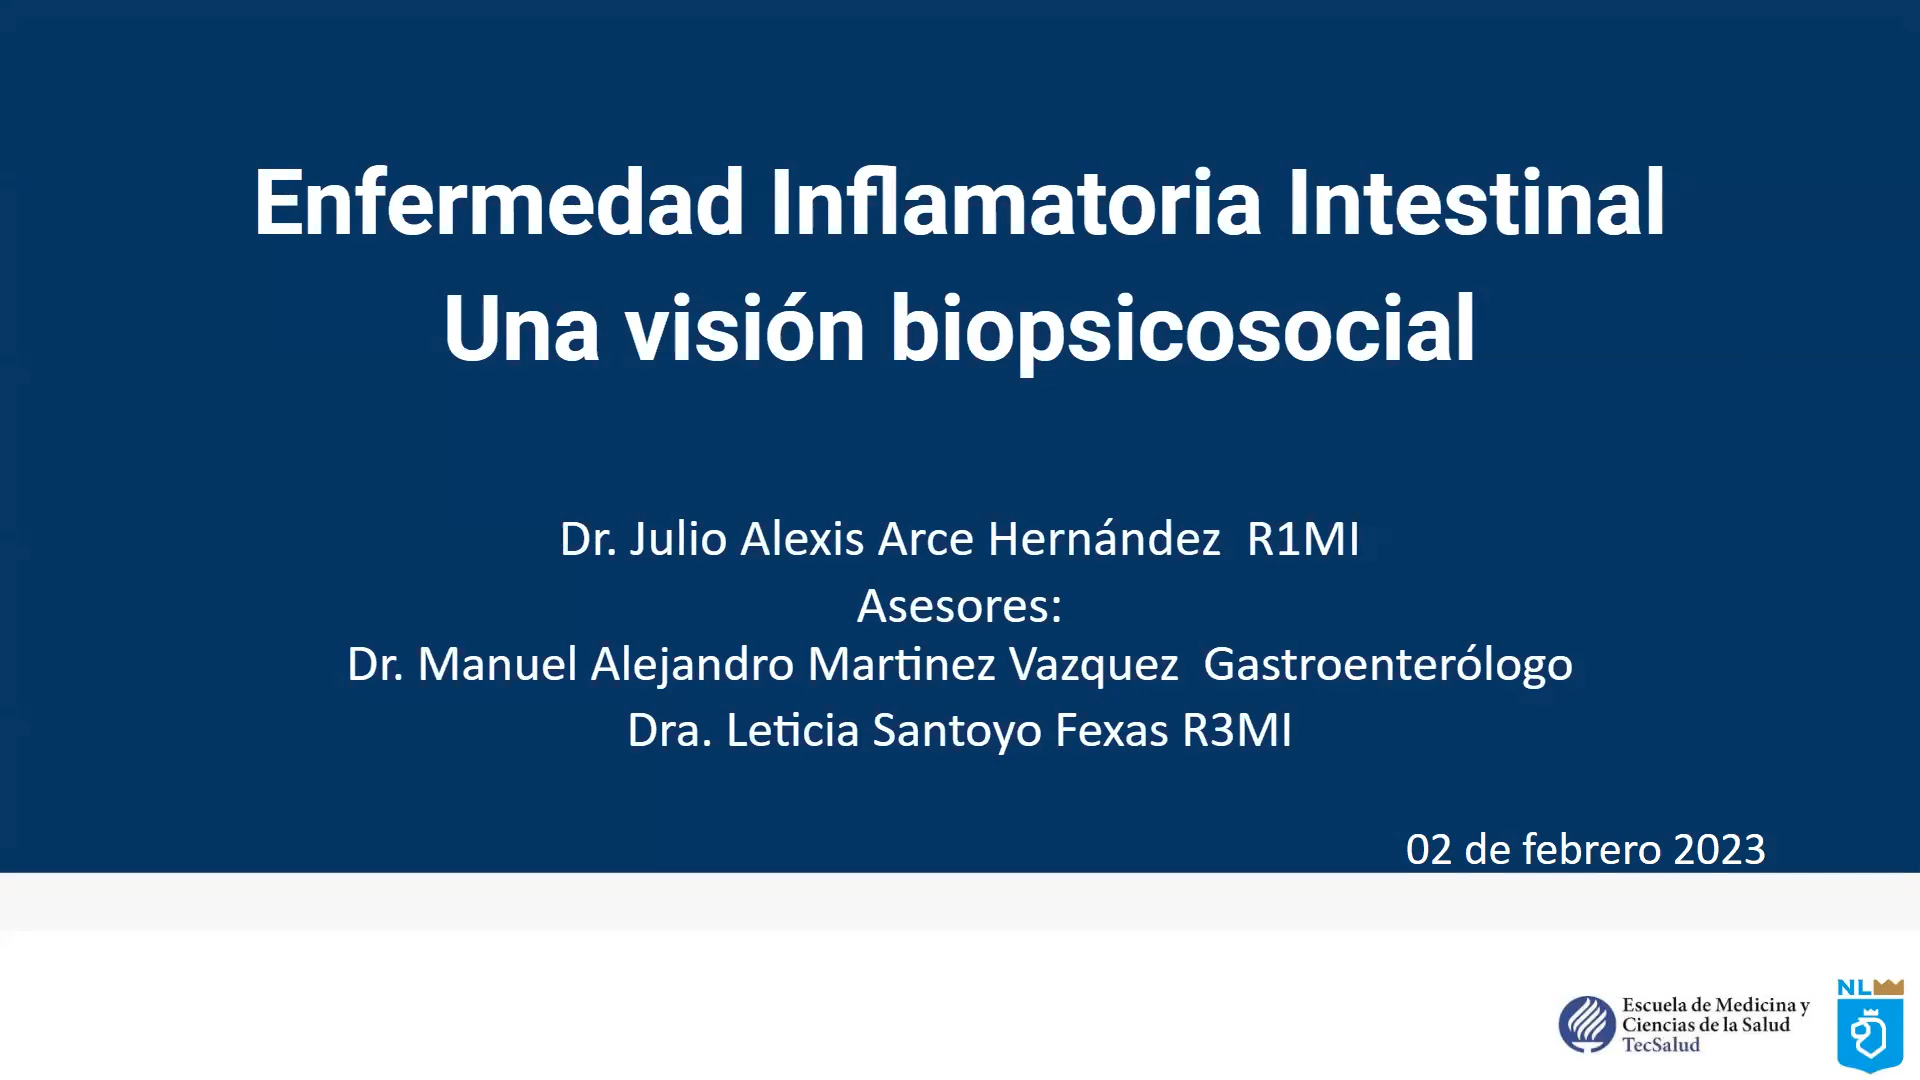 Enfermedad Inflamatoria Intestinal
Una visión biopsicosocial
Dr. Julio Alexis Arce Hernández R1MI
Asesores:
Dr. Manuel Alejandro Martinez Vazquez Gastroenterólogo
Dra. Leticia Santoyo Fexas R3MI
02 de febrero 2023
Escuela de Medicina y
Ciencias de la Salud
TecSalud
NL